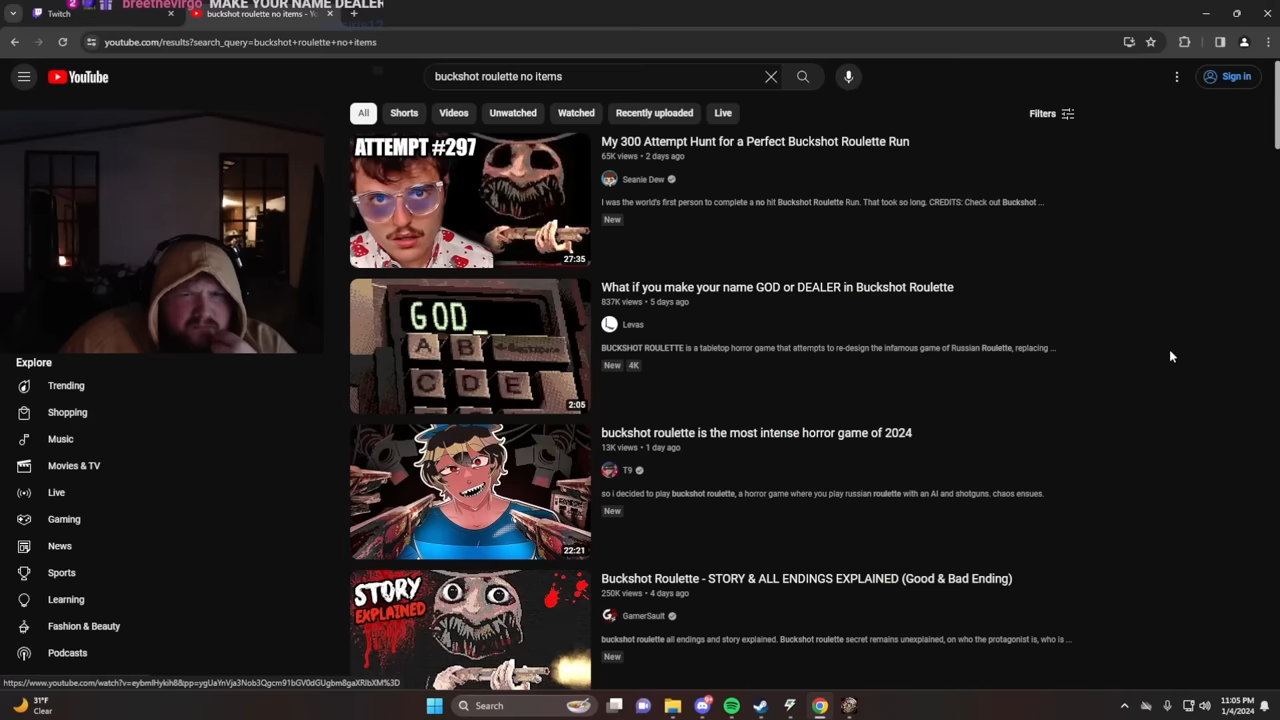 breethevirgo MAKE YOUR NAME DEALER
Twitch
buckshot roulette no items - Yo
youtube.com/results?search_query=buckshot+roulette+no+items
YouTube
buckshot roulette no items
Sign in
All
Shorts
Videos
Unwatched
Watched
Recently uploaded
Live
Filters
ATTEMPT #297
27:35
My 300 Attempt Hunt for a Perfect Buckshot Roulette Run
65K views • 2 days ago
Seanie Dew
I was the world's first person to complete a no hit Buckshot Roulette Run. That took so long. CREDITS: Check out Buckshot ...
New
GOD_
A B
C D E
2:05
What if you make your name GOD or DEALER in Buckshot Roulette
837K views • 5 days ago
Levas
BUCKSHOT ROULETTE is a tabletop horror game that attempts to re-design the infamous game of Russian Roulette, replacing ...
New 4K
22:21
buckshot roulette is the most intense horror game of 2024
13K views • 1 day ago
T9
so i decided to play buckshot roulette, a horror game where you play russian roulette with an AI and shotguns. chaos ensues.
New
STORY
EXPLAINED
Buckshot Roulette - STORY & ALL ENDINGS EXPLAINED (Good & Bad Ending)
250K views • 4 days ago
GamerSault
buckshot roulette all endings and story explained. Buckshot roulette secret remains unexplained, on who the protagonist is, who is ...
New
Explore
Trending
Shopping
Music
Movies & TV
Live
Gaming
News
Sports
Learning
Fashion & Beauty
Podcasts
31°F
Clear
Search
11:05 PM
1/4/2024